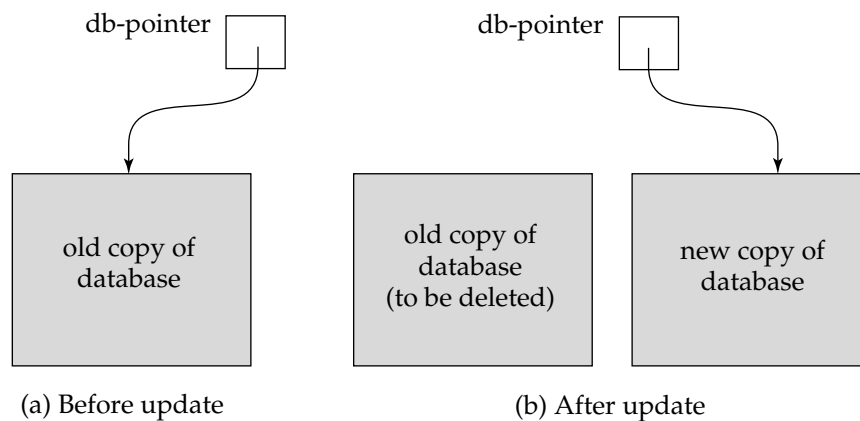 db-pointer
old copy of
database
(a) Before update
db-pointer
old copy of
database
(to be deleted)
new copy of
database
(b) After update